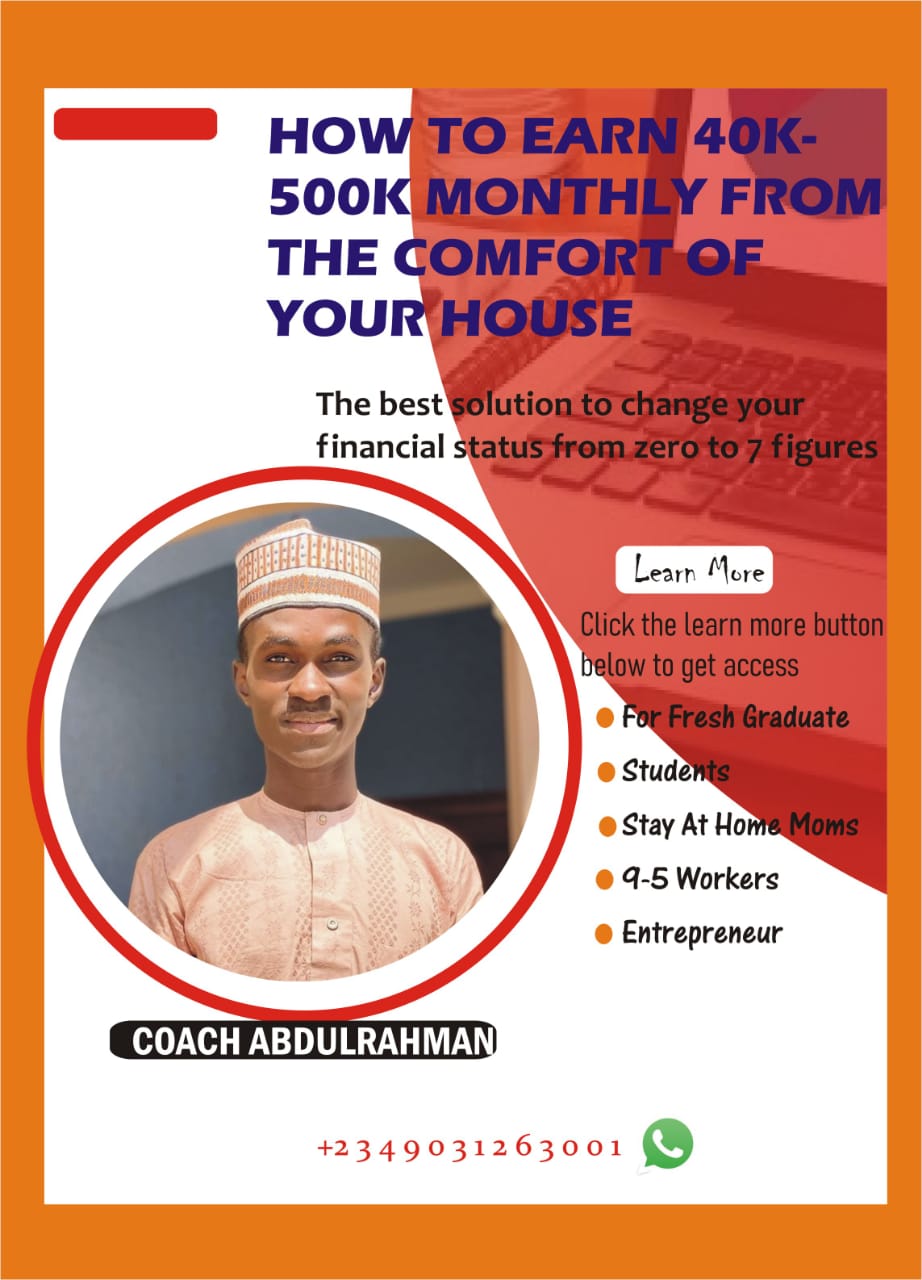 HOW TO EARN 40K-
500K MONTHLY FROM
THE COMFORT OF
YOUR HOUSE
The best solution to change your
financial status from zero to 7 figures
Learn More
Click the learn more button
below to get access
For Fresh Graduate
Students
Stay At Home Moms
9-5 Workers
Entrepreneur
COACH ABDULRAHMAN
+2349031263001